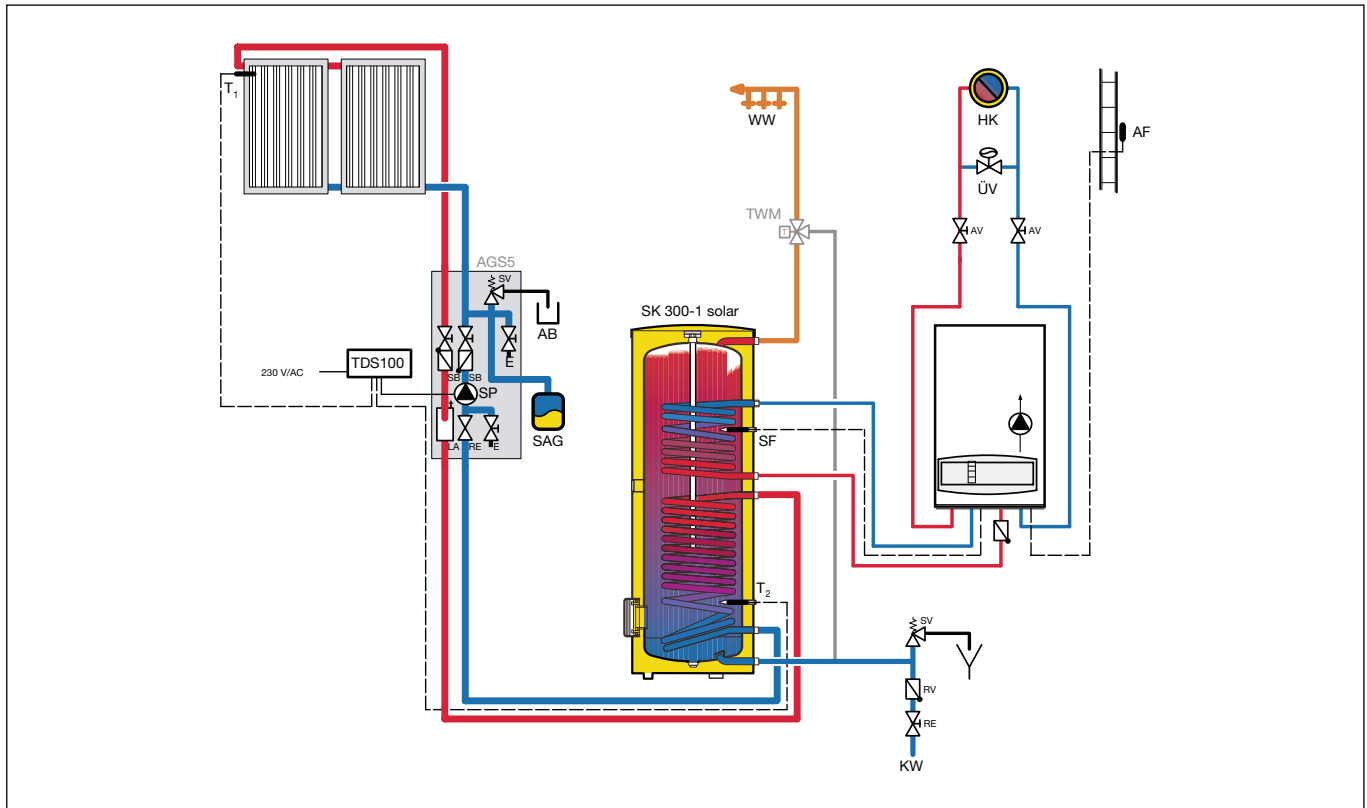 T1
WW
HK
AF
ÜV
TWM
AV
AV
AGS5
SV
AB
SK 300-1 solar
E
TDS100
230 V/AC
SB
SB
SP
SAG
SF
LA
RE
E
T2
SV
RV
RE
KW
T